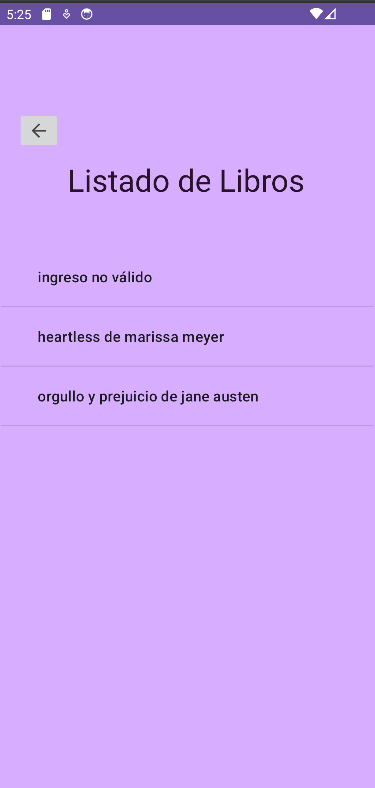 5:25
Listado de Libros
ingreso no válido
heartless de marissa meyer
orgullo y prejuicio de jane austen